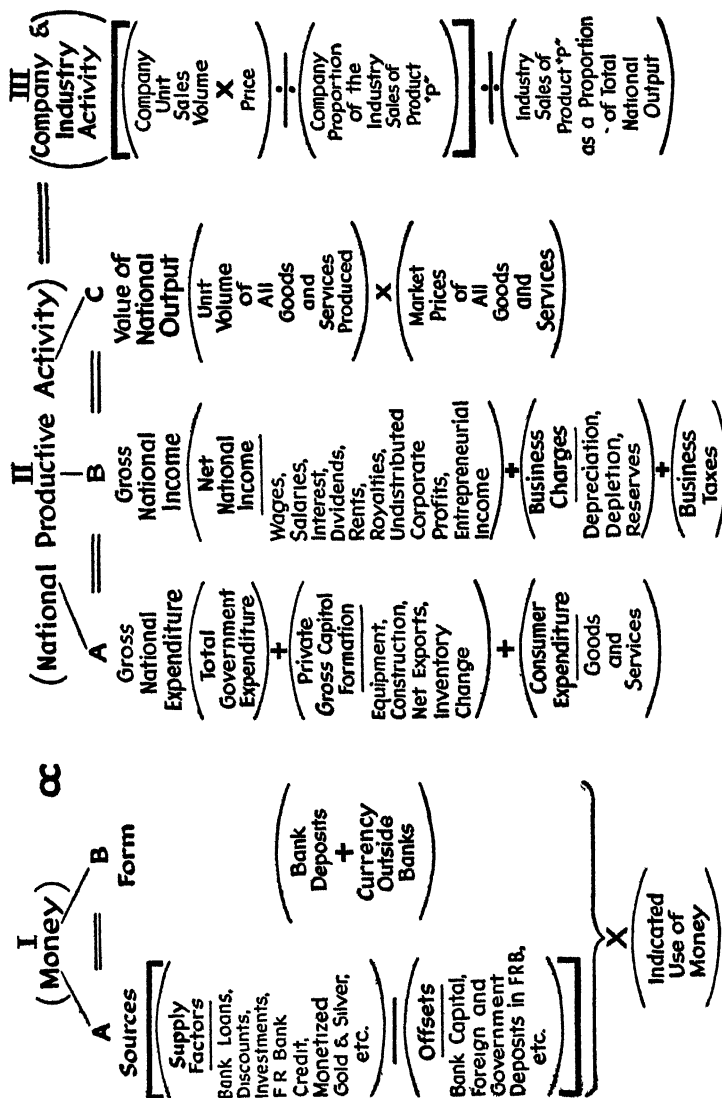 I
(Money)
A
B
Sources
Supply
Factors
Bank Loans,
Discounts,
Investments,
F R Bank
Credit,
Monetized
Gold & Silver,
etc.
—
Offsets
Bank Capital,
Foreign and
Government
Deposits in FRB,
etc.
=
Form
Bank
Deposits
+
Currency
Outside
Banks
X
Indicated
Use of
Money
∝
II
(National Productive Activity)
A
B
C
Gross
National
Expenditure
Total
Government
Expenditure
+
Private
Gross Capitol
Formation
Equipment,
Construction,
Net Exports,
Inventory
Change
+
Consumer
Expenditure
Goods
and
Services
=
Gross
National
Income
Net
National
Income
Wages,
Salaries,
Interest,
Dividends,
Rents,
Royalties,
Undistributed
Corporate
Profits,
Entrepreneurial
Income
+
Business
Charges
Depreciation,
Depletion,
Reserves
+
Business
Taxes
=
Value of
National
Output
Unit
Volume
of
All
Goods
and
Services
Produced
X
Market
Prices
of
All
Goods
and
Services
=
III
(Company &
Industry
Activity)
Company
Unit
Sales
Volume
X
Price
÷
Company
Proportion
of the
Industry
Sales of
Product
"P"
÷
Industry
Sales of
Product "P"
as a Proportion
of Total
National
Output